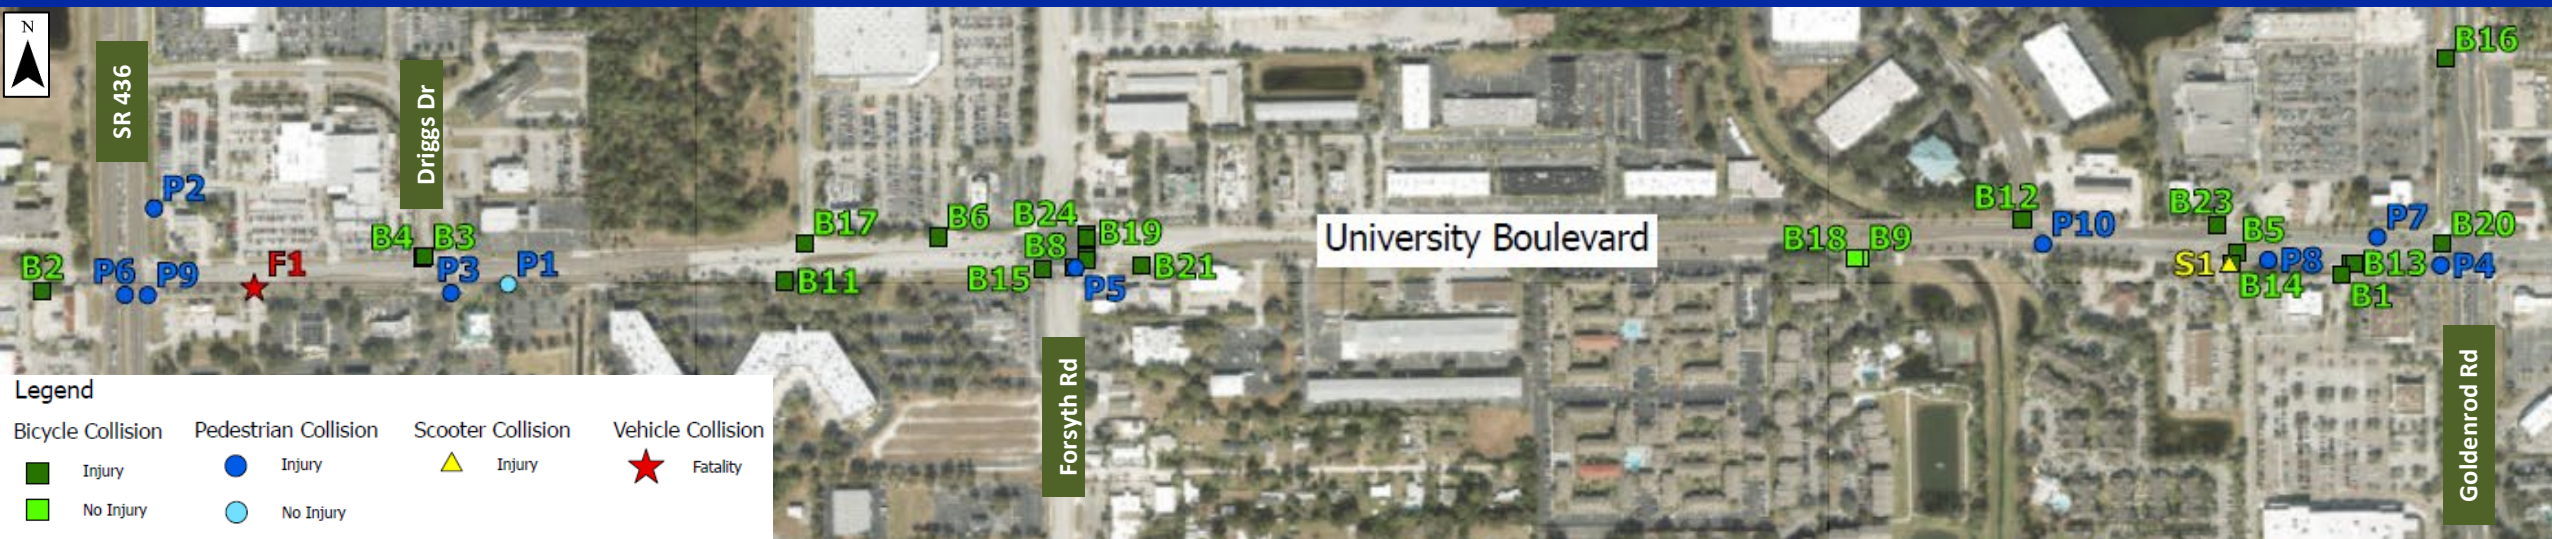 N
SR 436
Driggs Dr
B16
P2
B4
B3
B17
B6
B24
B8
B19
University Boulevard
B12
P10
B23
B5
P7
B20
B2
P6
P9
F1
P3
P1
B11
B15
P5
B21
B18
B9
S1
P8
B14
B13
B1
P4
Forsyth Rd
Goldenrod Rd
Legend
Bicycle Collision
Injury
No Injury
Pedestrian Collision
Injury
No Injury
Scooter Collision
Injury
Vehicle Collision
Fatality